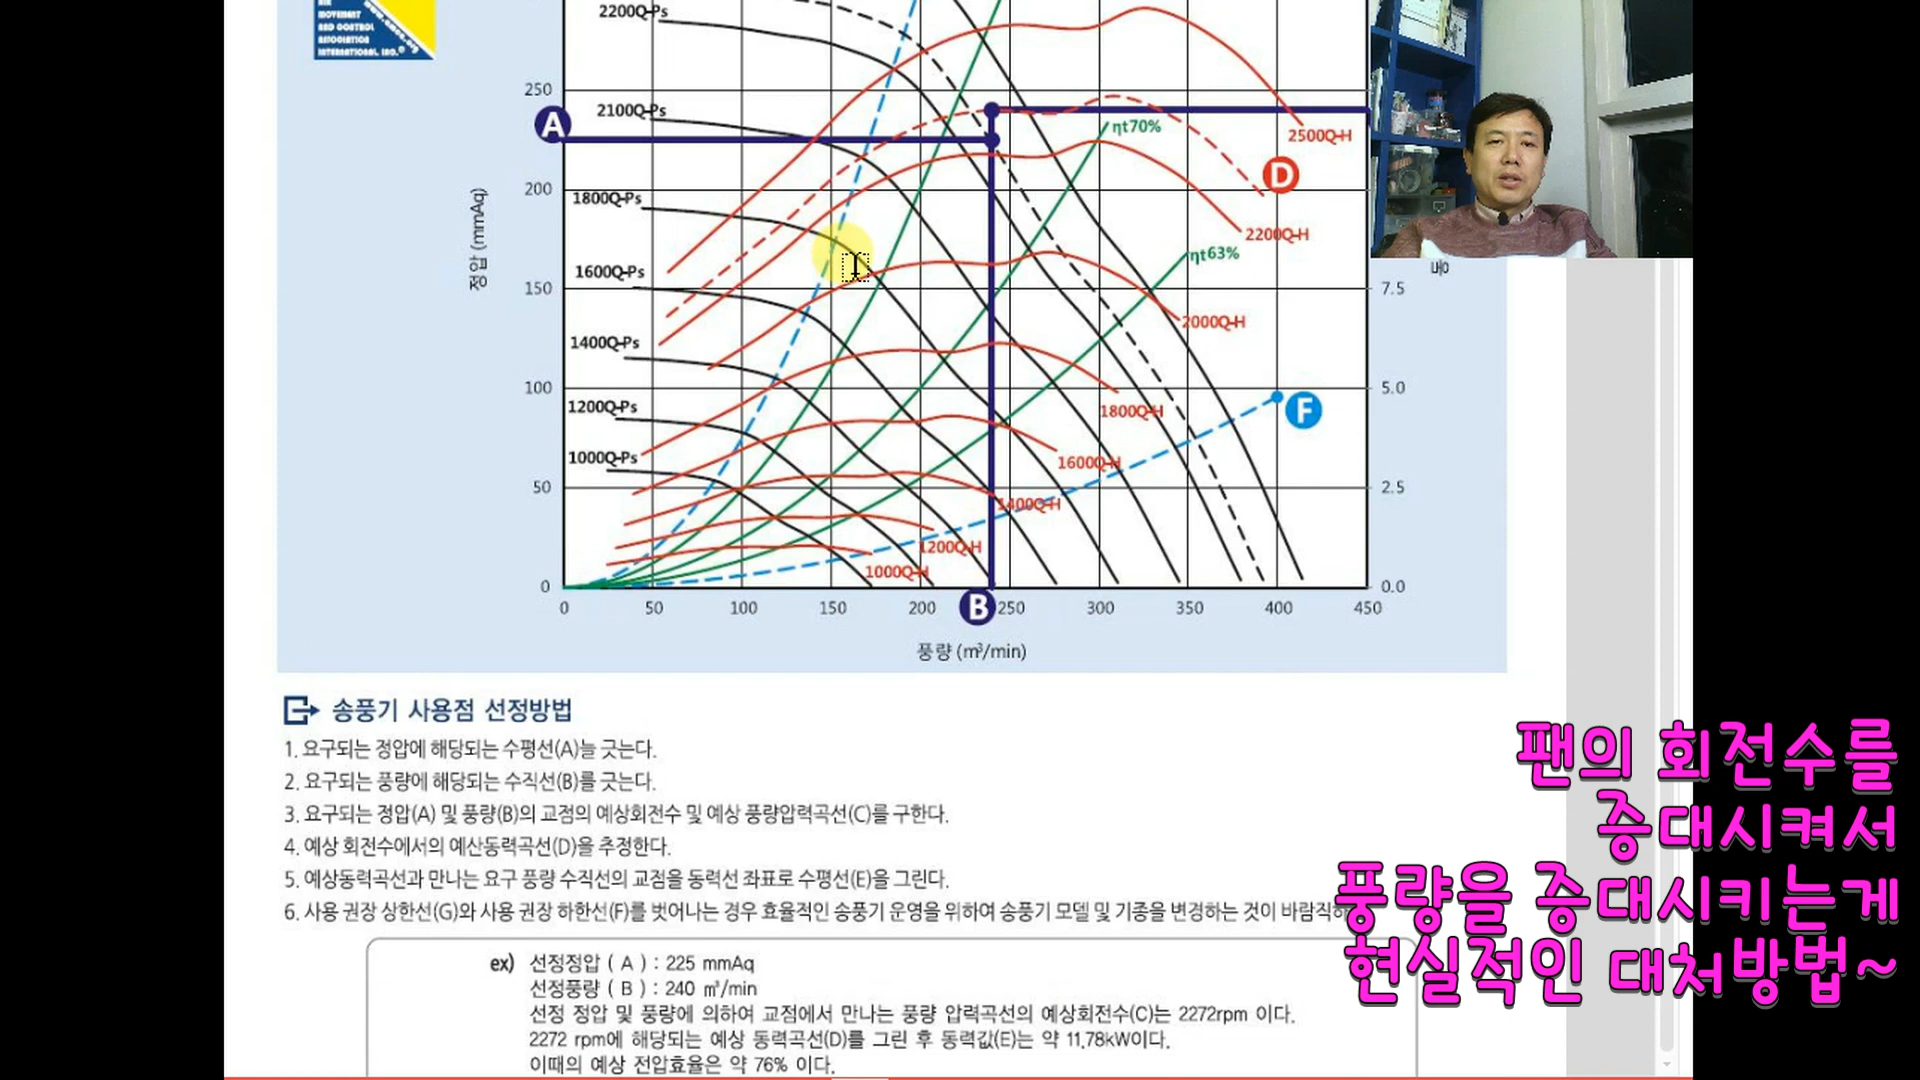 MOVEMENT
AND CONTROL
ASSOCIATION
INTERNATIONAL, INC.®
www.amca.org
2200Q-Ps
250
2100Q-Ps
A
ηt70%
2500Q-H
D
200
1800Q-Ps
2200Q-H
ηt63%
정압 (mmAq)
1600Q-Ps
150
7.5
2000Q-H
1400Q-Ps
100
5.0
1200Q-Ps
1800Q-H
F
1000Q-Ps
1600Q-H
50
2.5
1400Q-H
1200Q-H
1000Q-H
0
0.0
0 50 100 150 200 B 250 300 350 400 450
풍량 (m³/min)
송풍기 사용점 선정방법
1. 요구되는 정압에 해당되는 수평선(A)늘 긋는다.
2. 요구되는 풍량에 해당되는 수직선(B)를 긋는다.
3. 요구되는 정압(A) 및 풍량(B)의 교점의 예상회전수 및 예상 풍량압력곡선(C)를 구한다.
4. 예상 회전수에서의 예산동력곡선(D)을 추정한다.
5. 예상동력곡선과 만나는 요구 풍량 수직선의 교점을 동력선 좌표로 수평선(E)을 그린다.
6. 사용 권장 상한선(G)와 사용 권장 하한선(F)를 벗어나는 경우 효율적인 송풍기 운영을 위하여 송풍기 모델 및 기종을 변경하는 것이 바람직하
ex) 선정정압 ( A ) : 225 mmAq
선정풍량 ( B ) : 240 ㎥/min
선정 정압 및 풍량에 의하여 교점에서 만나는 풍량 압력곡선의 예상회전수(C)는 2272rpm 이다.
2272 rpm에 해당되는 예상 동력곡선(D)를 그린 후 동력값(E)는 약 11.78kW이다.
이때의 예상 전압효율은 약 76% 이다.
팬의 회전수를
증대시켜서
풍량을 증대시키는게
현실적인 대처방법~